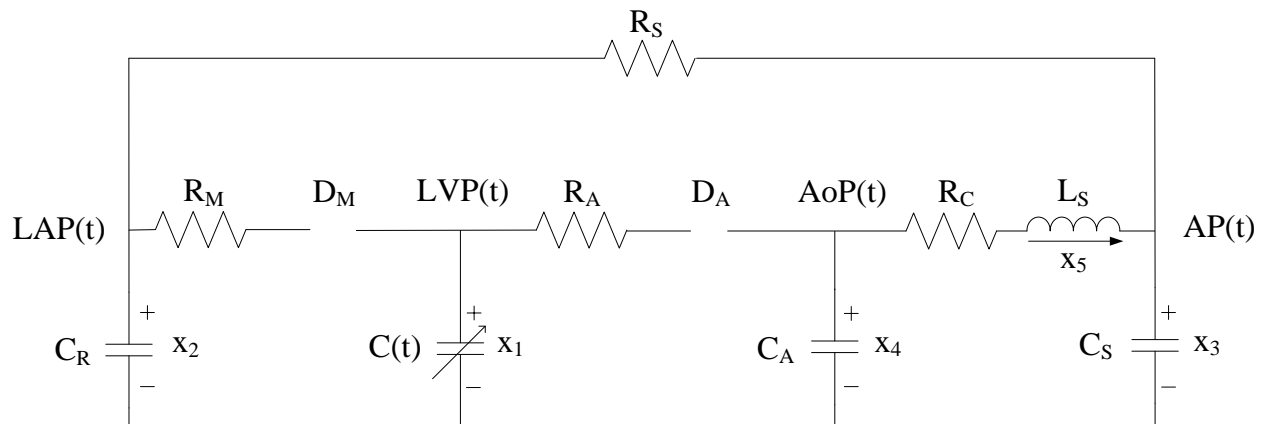 R_S
R_M D_M LVP(t) R_A D_A AoP(t) R_C L_S
LAP(t) AP(t)
x_5
+ + + +
C_R x_2 C(t) x_1 C_A x_4 C_S x_3
– – – –